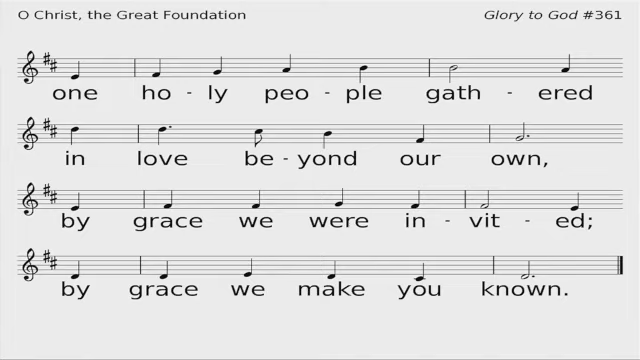 O Christ, the Great Foundation Glory to God #361
one ho - ly peo - ple gath - ered
in love be - yond our own,
by grace we were in - vit - ed;
by grace we make you known.